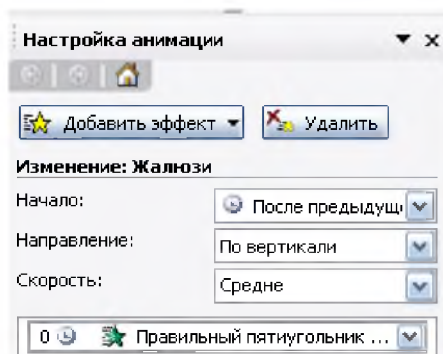 Настройка анимации
Добавить эффект Удалить
Изменение: Жалюзи
Начало: После предыдущ
Направление: По вертикали
Скорость: Средне
0 Правильный пятиугольник ...